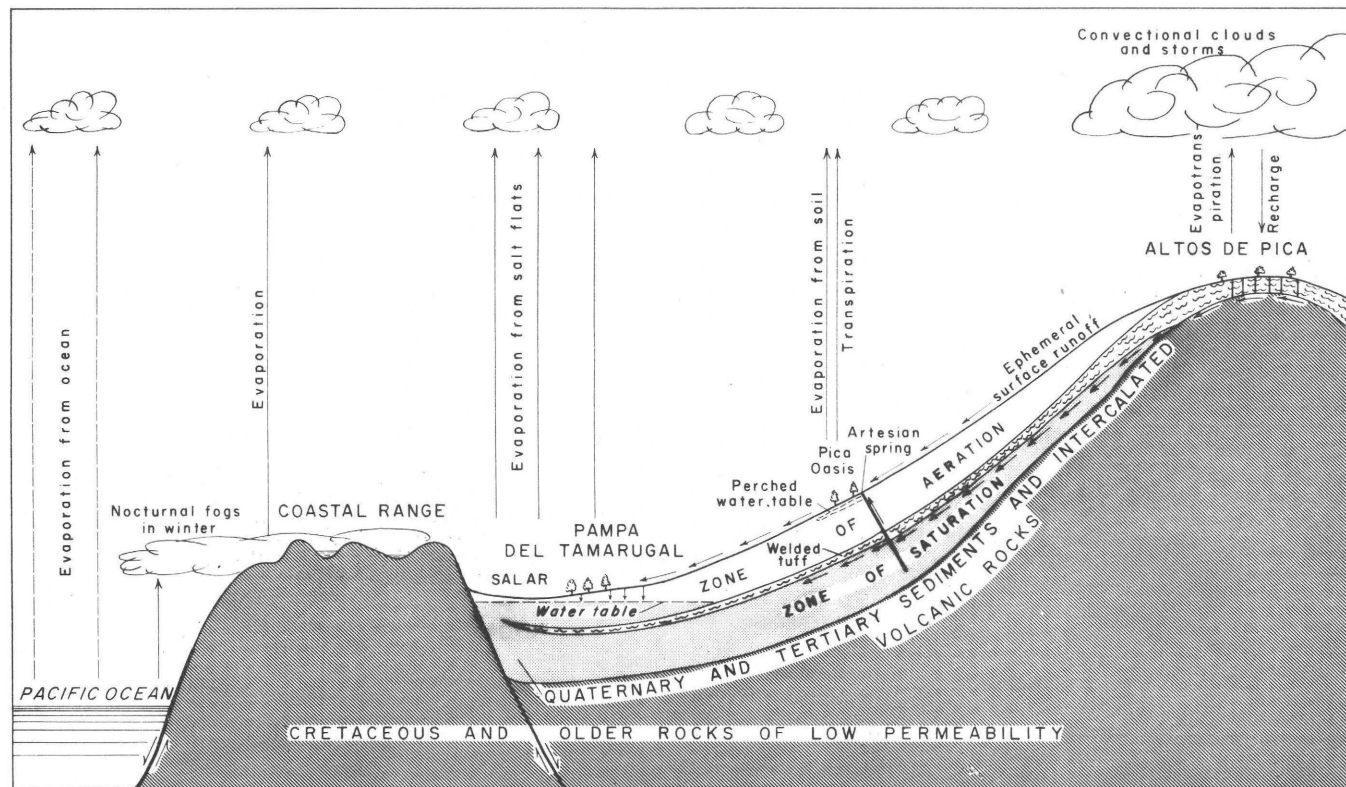 Convectional clouds
and storms
Evapotrans-
piration
Recharge
ALTOS DE PICA
Evaporation from ocean
Evaporation
Evaporation from salt flats
Evaporation from soil
Transpiration
Ephemeral
surface runoff
Artesian
spring
Pica
Oasis
Perched
water table
Nocturnal fogs
in winter
COASTAL RANGE
PAMPA
DEL TAMARUGAL
SALAR
Water table
Welded
tuff
ZONE OF AERATION
ZONE OF SATURATION
QUATERNARY AND TERTIARY SEDIMENTS AND INTERCALATED
VOLCANIC ROCKS
PACIFIC OCEAN
CRETACEOUS AND OLDER ROCKS OF LOW PERMEABILITY